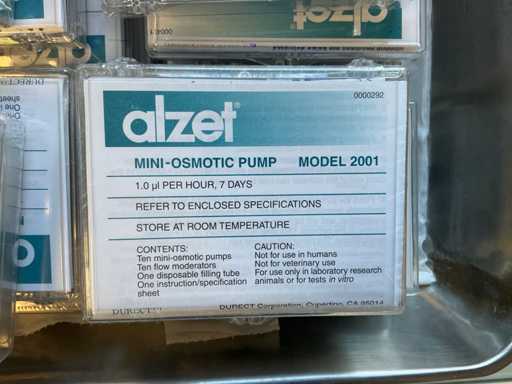 alzet
0000292
alzet®
MINI-OSMOTIC PUMP MODEL 2001
1.0 µl PER HOUR, 7 DAYS
REFER TO ENCLOSED SPECIFICATIONS
STORE AT ROOM TEMPERATURE
CONTENTS:
Ten mini-osmotic pumps
Ten flow moderators
One disposable filling tube
One instruction/specification
sheet
CAUTION:
Not for use in humans
Not for veterinary use
For use only in laboratory research
animals or for tests in vitro
DURECT Corporation, Cupertino, CA 95014
DURECT